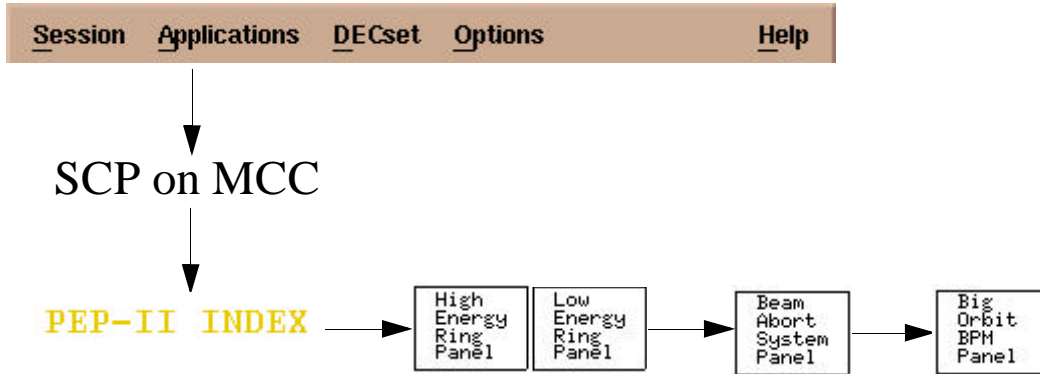 Session Applications DECset Options Help
SCP on MCC
PEP-II INDEX
High
Energy
Ring
Panel
Low
Energy
Ring
Panel
Beam
Abort
System
Panel
Big
Orbit
BPM
Panel